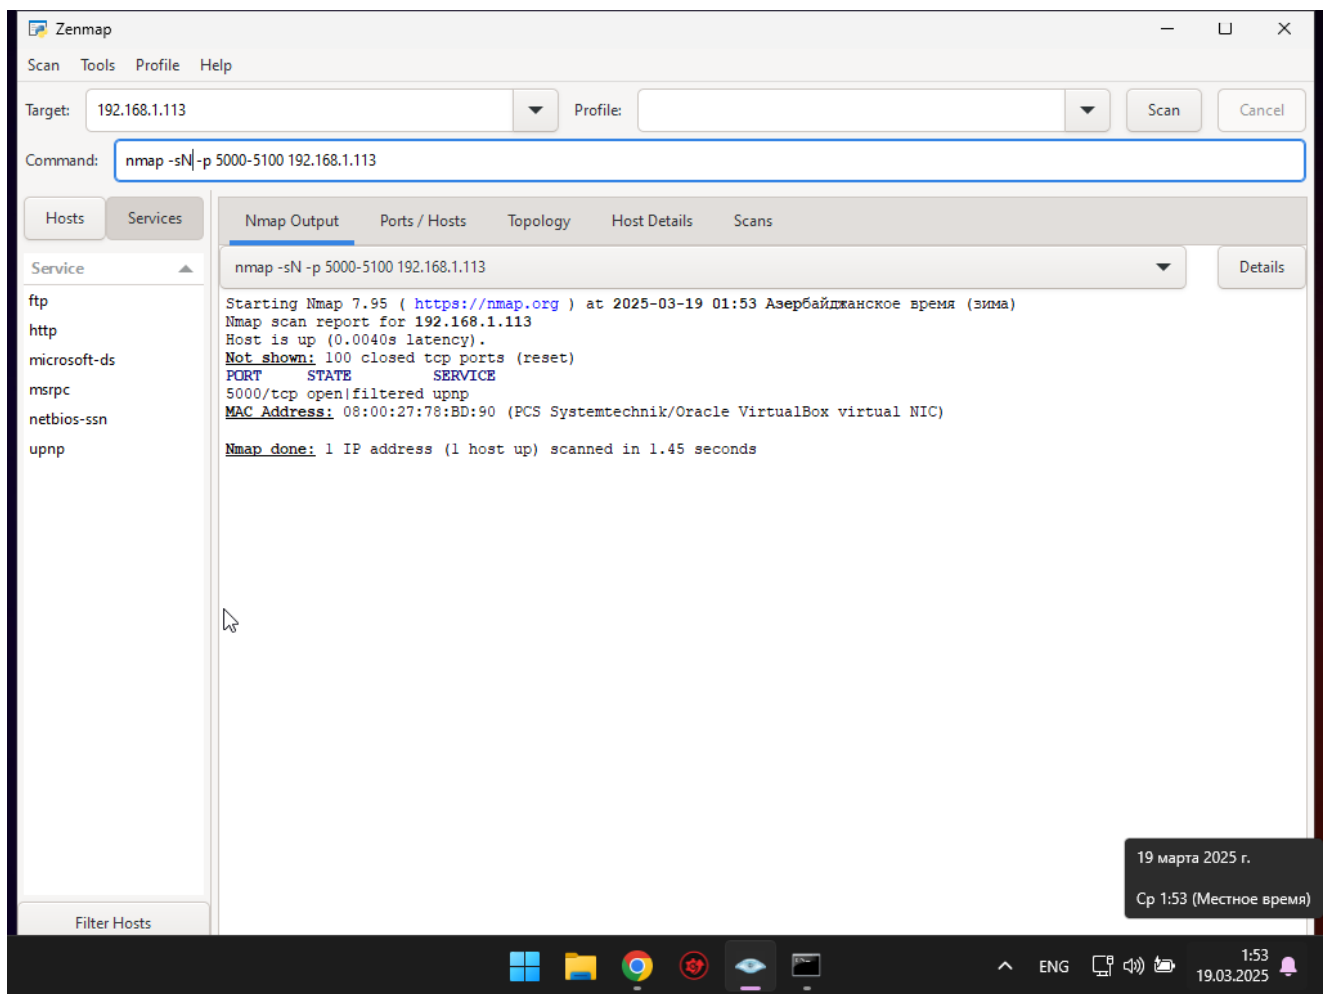 Zenmap
Scan Tools Profile Help
Target: 192.168.1.113 Profile: Scan Cancel
Command: nmap -sN -p 5000-5100 192.168.1.113
Hosts Services
Nmap Output Ports / Hosts Topology Host Details Scans
Service
nmap -sN -p 5000-5100 192.168.1.113 Details
ftp
http
microsoft-ds
msrpc
netbios-ssn
upnp
Starting Nmap 7.95 ( https://nmap.org ) at 2025-03-19 01:53 Азербайджанское время (зима)
Nmap scan report for 192.168.1.113
Host is up (0.0040s latency).
Not shown: 100 closed tcp ports (reset)
PORT STATE SERVICE
5000/tcp open|filtered upnp
MAC Address: 08:00:27:78:BD:90 (PCS Systemtechnik/Oracle VirtualBox virtual NIC)
Nmap done: 1 IP address (1 host up) scanned in 1.45 seconds
Filter Hosts
19 марта 2025 г.
Ср 1:53 (Местное время)
ENG
1:53
19.03.2025